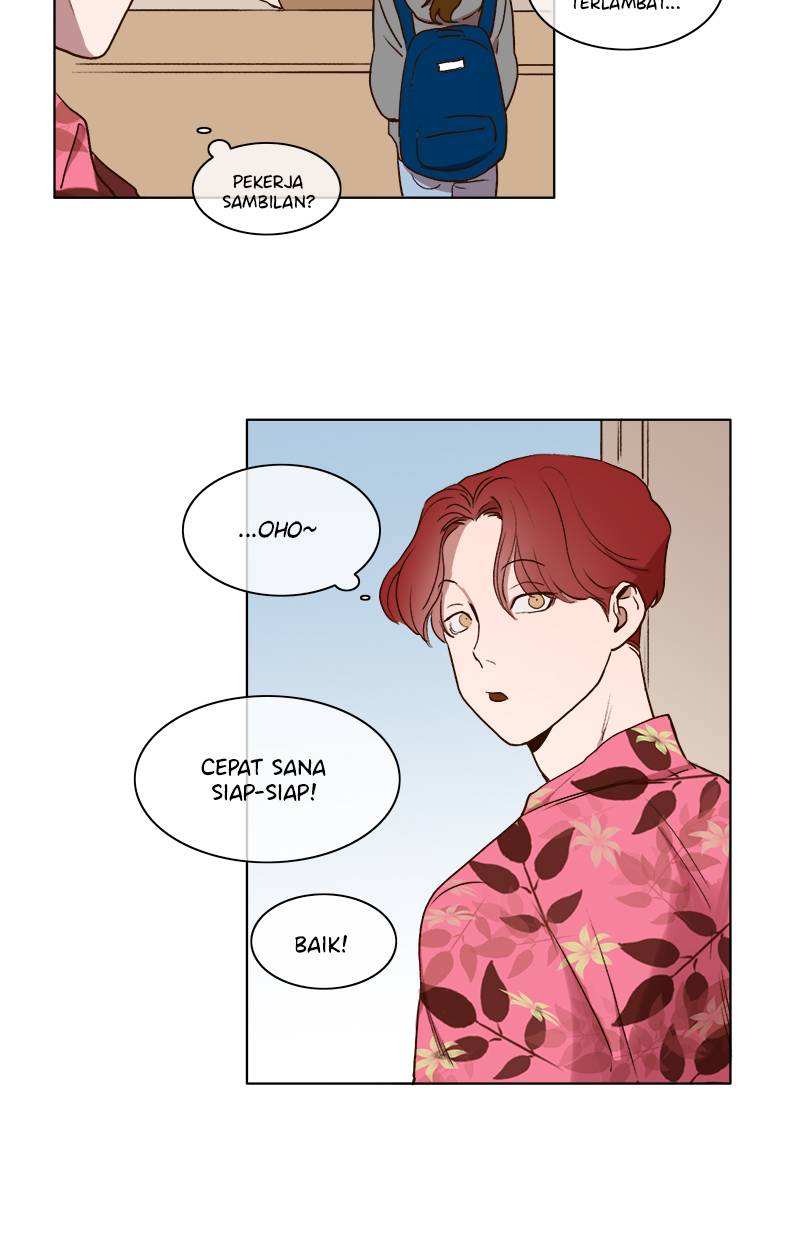 TERLAMBAT...
PEKERJA
SAMBILAN?
...OHO~
CEPAT SANA
SIAP-SIAP!
BAIK!